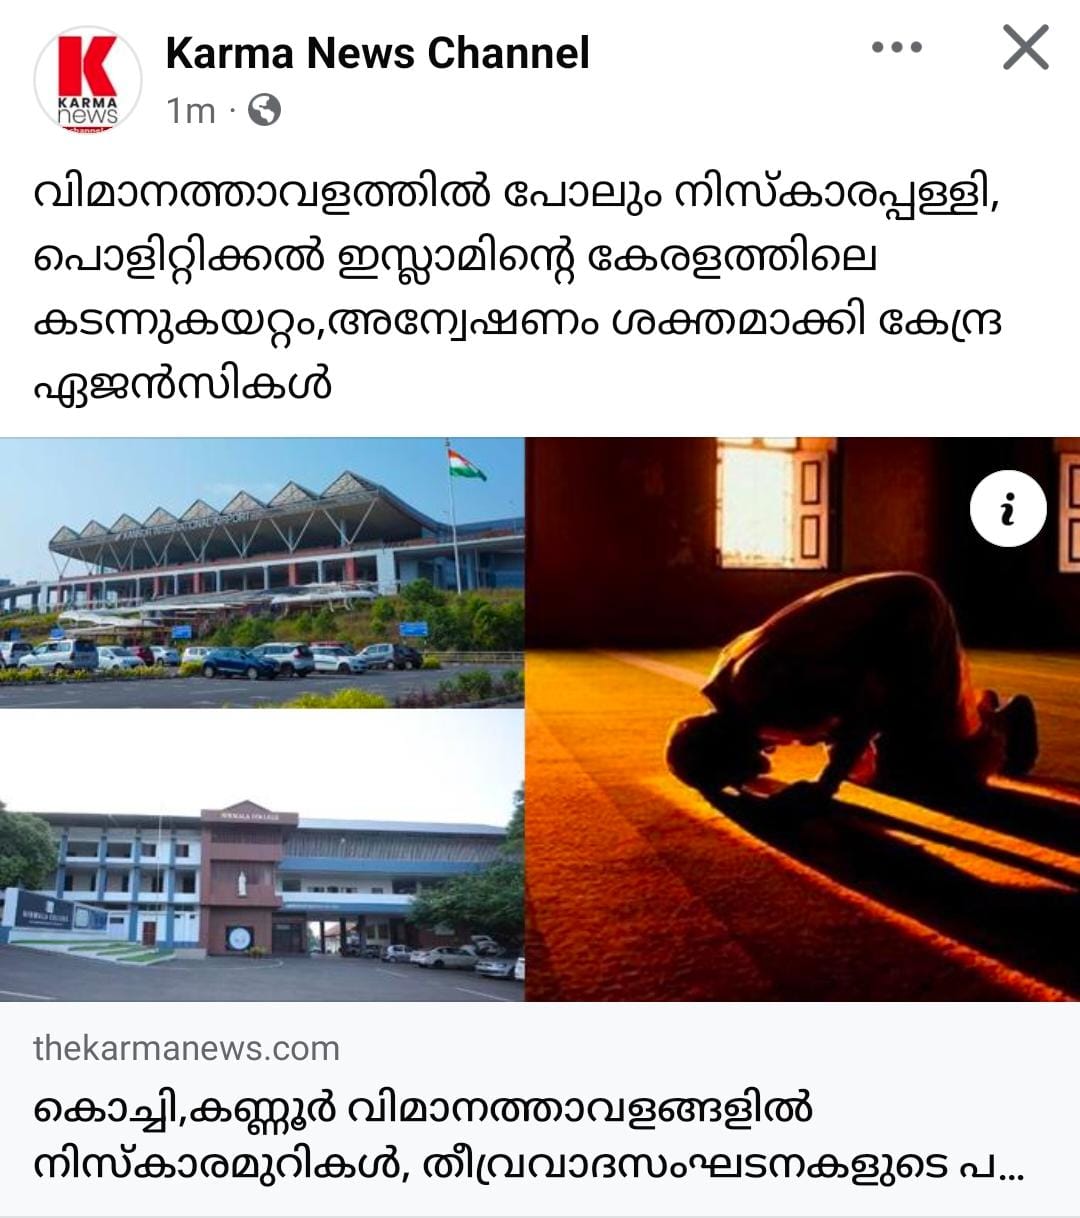 Karma News Channel
1m ·
K
KARMA
news
channel
വിമാനത്താവളത്തിൽ പോലും നിസ്കാരപ്പള്ളി,
പൊളിറ്റിക്കൽ ഇസ്ലാമിന്റെ കേരളത്തിലെ
കടന്നുകയറ്റം,അന്വേഷണം ശക്തമാക്കി കേന്ദ്ര
ഏജൻസികൾ
KANNUR INTERNATIONAL AIRPORT
i
NIRMALA COLLEGE
NIRMALA COLLEGE
thekarmanews.com
കൊച്ചി,കണ്ണൂർ വിമാനത്താവളങ്ങളിൽ
നിസ്കാരമുറികൾ, തീവ്രവാദസംഘടനകളുടെ പ...